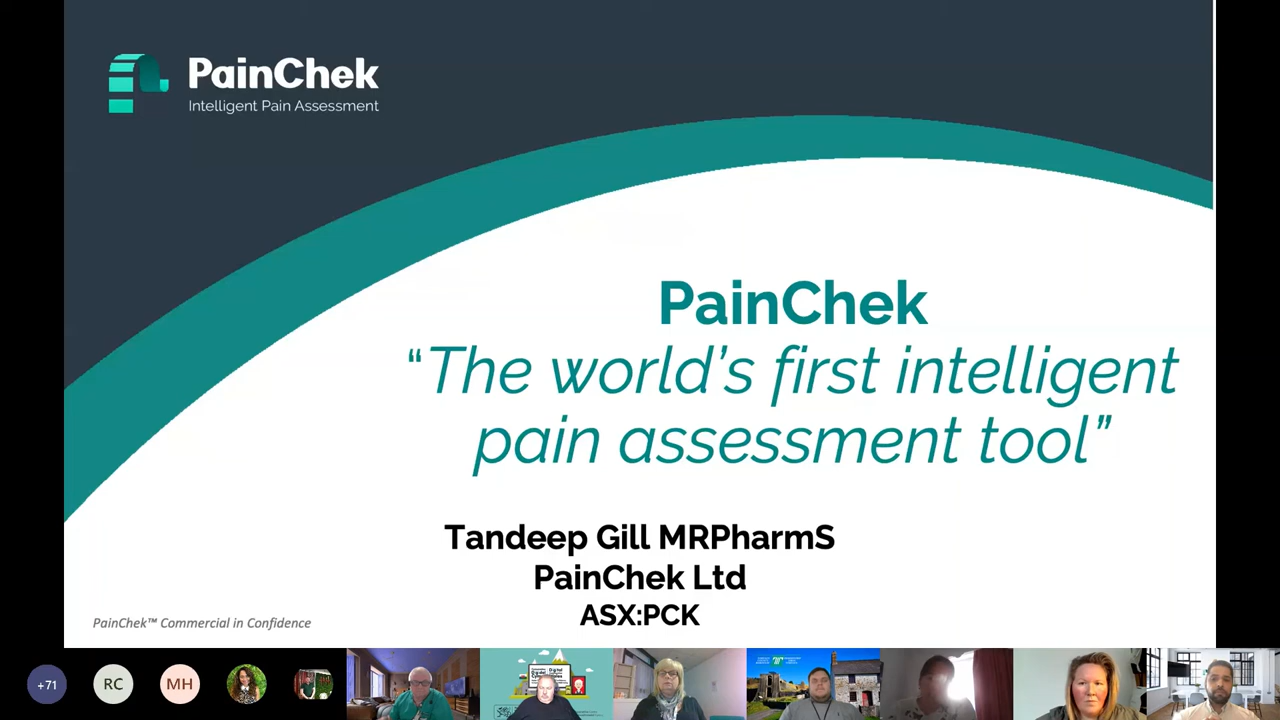 PainChek
Intelligent Pain Assessment
PainChek
“The world’s first intelligent
pain assessment tool”
Tandeep Gill MRPharmS
PainChek Ltd
ASX:PCK
PainChek™ Commercial in Confidence
+71
RC
MH